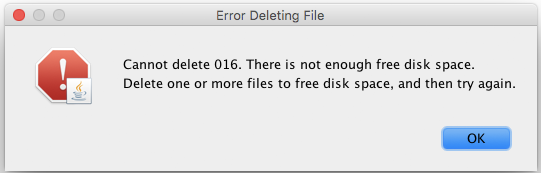 Error Deleting File
Cannot delete 016. There is not enough free disk space.
Delete one or more files to free disk space, and then try again.
OK